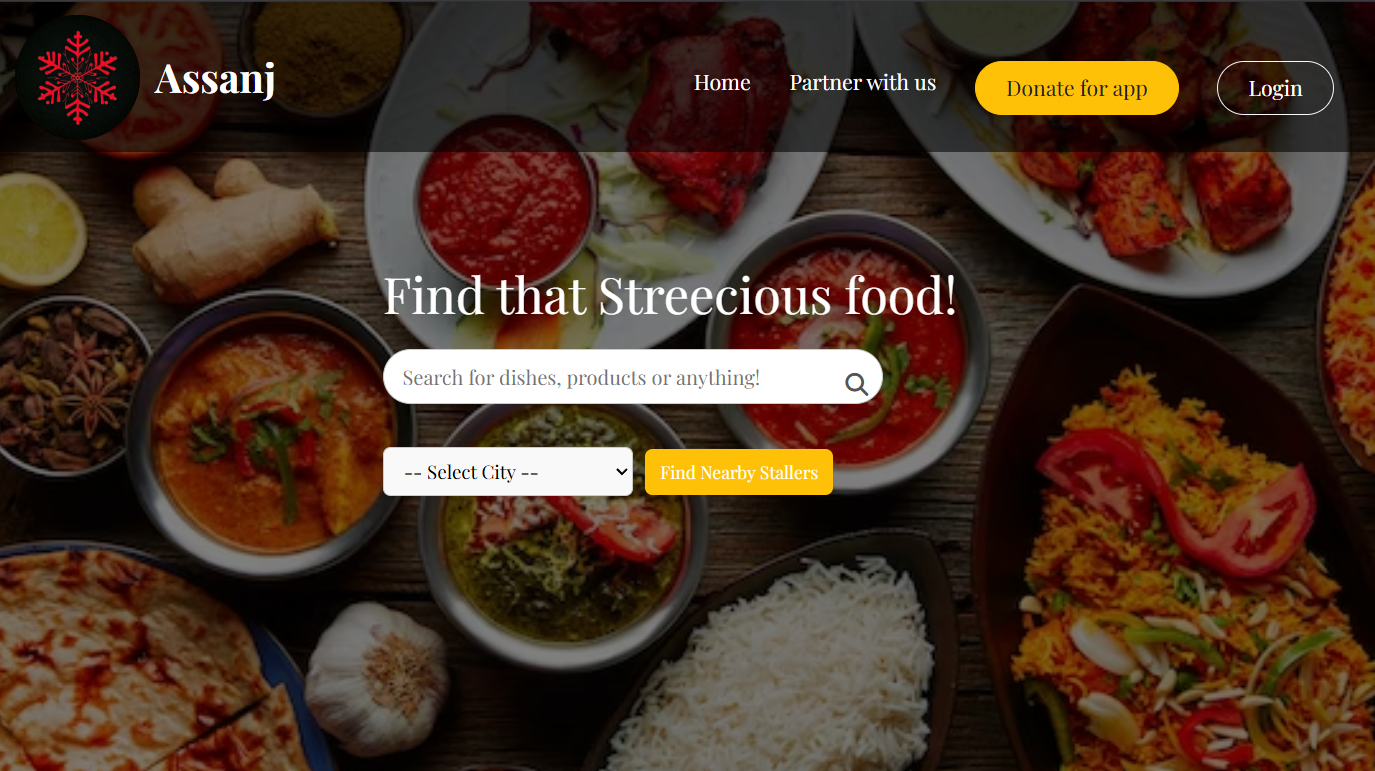 Assanj
Home
Partner with us
Donate for app
Login
Find that Streecious food!
Search for dishes, products or anything!
-- Select City --
Find Nearby Stallers